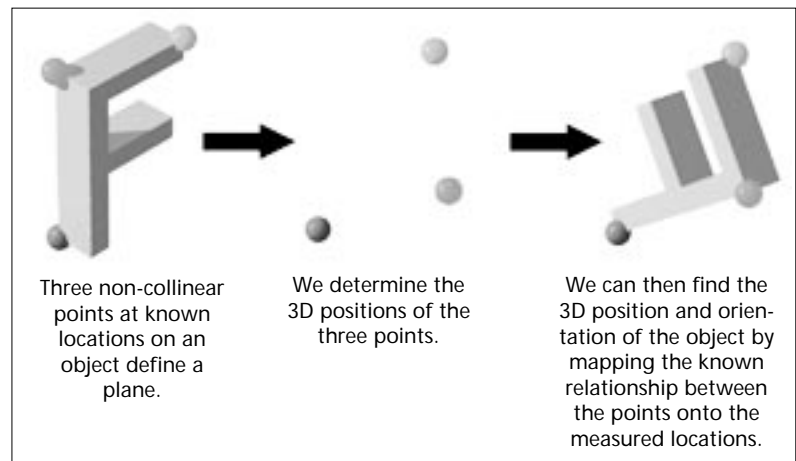 Three non-collinear
points at known
locations on an
object define a
plane.
We determine the
3D positions of the
three points.
We can then find the
3D position and orien-
tation of the object by
mapping the known
relationship between
the points onto the
measured locations.